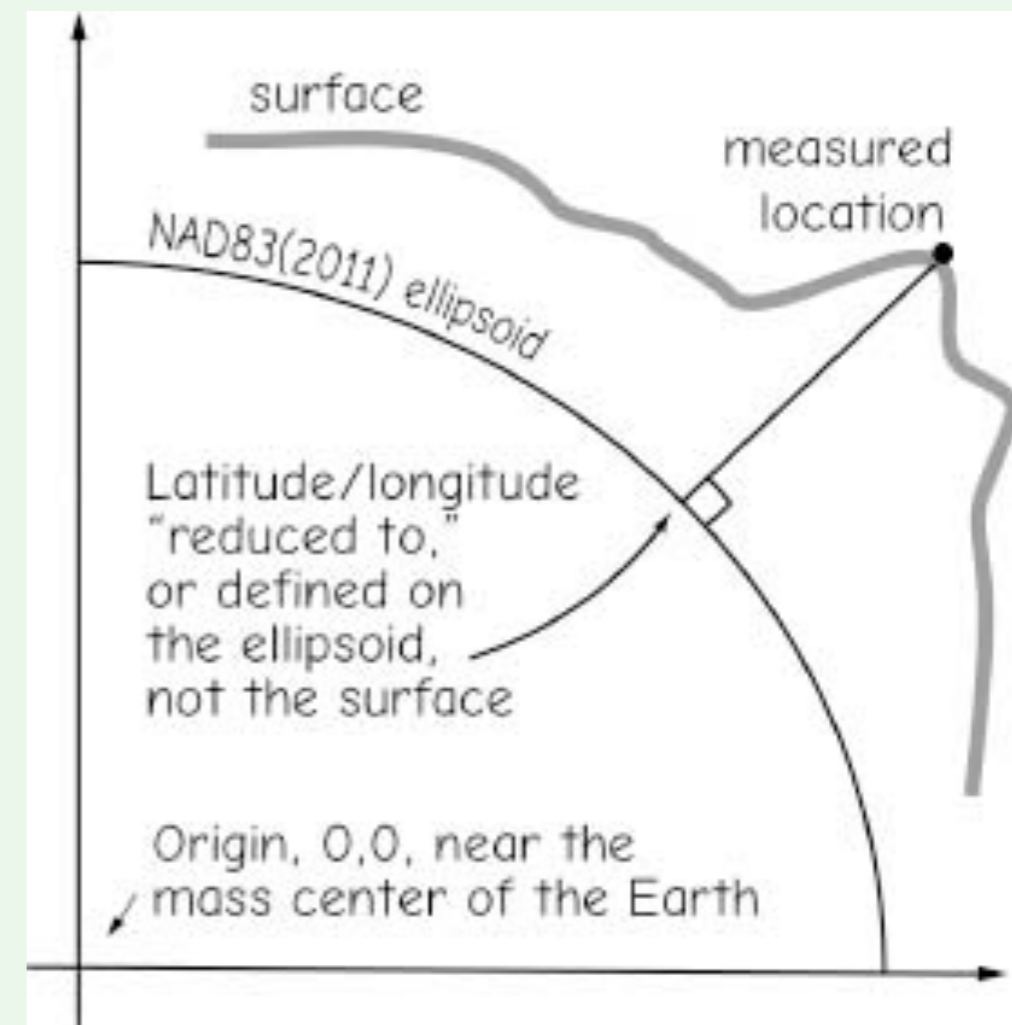 surface
measured
location
NAD83(2011) ellipsoid
Latitude/longitude
"reduced to,"
or defined on
the ellipsoid,
not the surface
Origin, 0,0, near the
mass center of the Earth